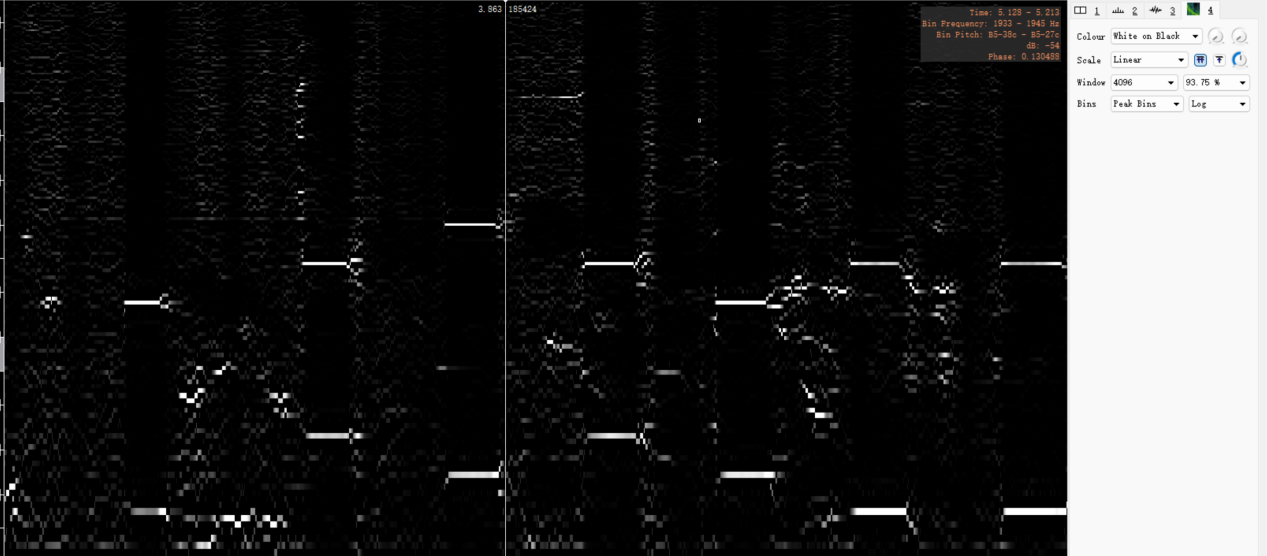 3.863 185424
Time: 5.128 - 5.213
Bin Frequency: 1933 - 1945 Hz
Bin Pitch: B5-38c - B5-27c
dB: -54
Phase: 0.130488
1 2 3 4
Colour White on Black
Scale Linear
Window 4096 93.75 %
Bins Peak Bins Log